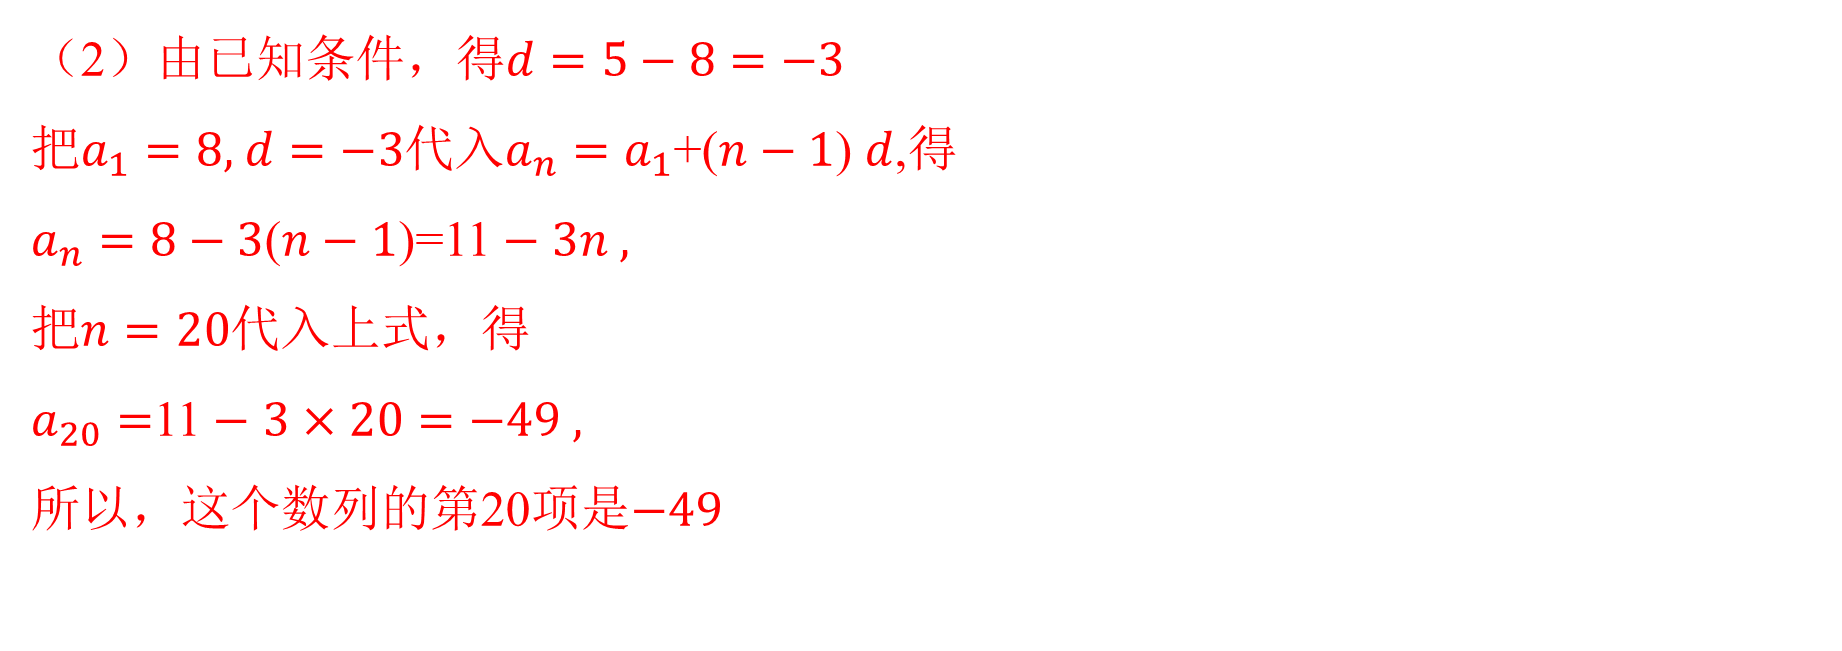 （2）由已知条件，得d = 5 − 8 = −3
把a₁ = 8, d = −3代入aₙ = a₁+(n − 1) d,得
aₙ = 8 − 3(n − 1)=11 − 3n ,
把n = 20代入上式，得
a₂₀ =11 − 3 × 20 = −49 ,
所以，这个数列的第20项是−49